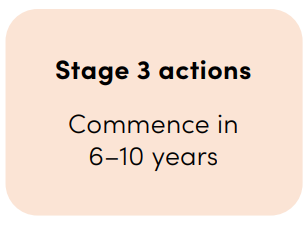 Stage 3 actions
Commence in
6–10 years